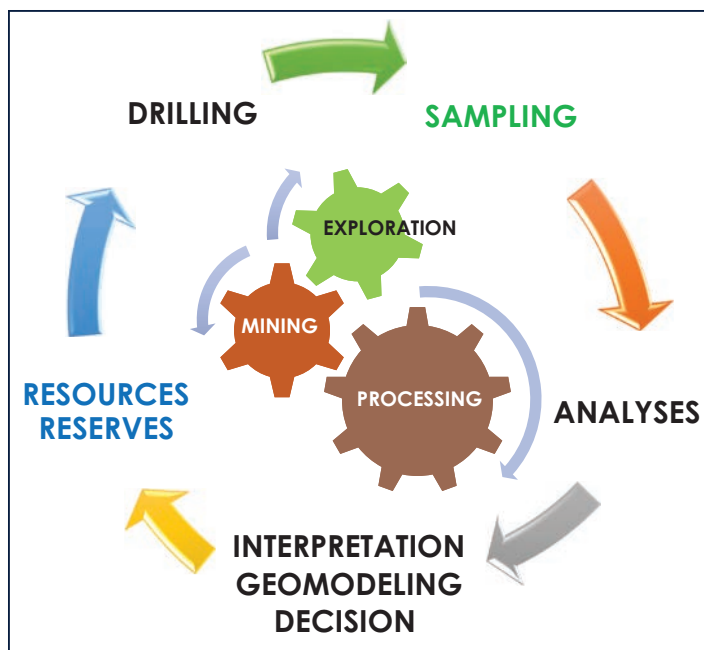 DRILLING
SAMPLING
EXPLORATION
MINING
PROCESSING
RESOURCES
RESERVES
ANALYSES
INTERPRETATION
GEOMODELING
DECISION